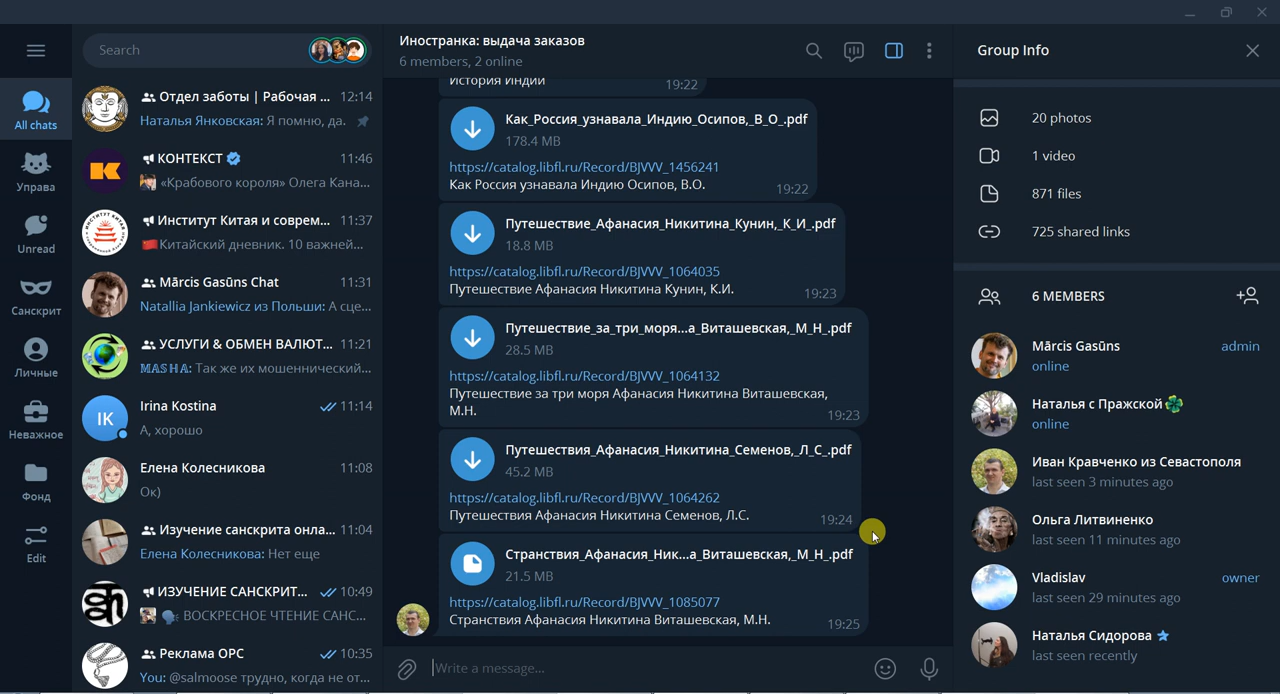 Search
All chats
Управа
Unread
Санскрит
Личные
Неважное
Фонд
Edit
Отдел заботы | Рабочая ... 12:14
Наталья Янковская: Я помню, да.
КОНТЕКСТ 11:46
«Крабового короля» Олега Кана...
Институт Китая и соврем... 11:37
Китайский дневник. 10 важней...
Mārcis Gasūns Chat 11:31
Natallia Jankiewicz из Польши: А сце...
УСЛУГИ & ОБМЕН ВАЛЮТ... 11:21
MASHA: Так же их мошеннический...
IK
Irina Kostina 11:14
А, хорошо
Елена Колесникова 11:08
Ок)
Изучение санскрита онла... 11:04
Елена Колесникова: Нет еще
ИЗУЧЕНИЕ САНСКРИТ... 10:49
ВОСКРЕСНОЕ ЧТЕНИЕ САНС...
Реклама ОРС 10:35
You: @salmoose трудно, когда не от...
Иностранка: выдача заказов
6 members, 2 online
История Индии
19:22
Как_Россия_узнавала_Индию_Осипов,_В_О_.pdf
178.4 MB
https://catalog.libfl.ru/Record/BJVVV_1456241
Как Россия узнавала Индию Осипов, В.О.
19:22
Путешествие_Афанасия_Никитина_Кунин,_К_И_.pdf
18.8 MB
https://catalog.libfl.ru/Record/BJVVV_1064035
Путешествие Афанасия Никитина Кунин, К.И.
19:23
Путешествие_за_три_моря...а_Виташевская,_М_Н_.pdf
28.5 MB
https://catalog.libfl.ru/Record/BJVVV_1064132
Путешествие за три моря Афанасия Никитина Виташевская,
М.Н.
19:23
Путешествия_Афанасия_Никитина_Семенов,_Л_С_.pdf
45.2 MB
https://catalog.libfl.ru/Record/BJVVV_1064262
Путешествия Афанасия Никитина Семенов, Л.С.
19:24
Странствия_Афанасия_Ник...а_Виташевская,_М_Н_.pdf
21.5 MB
https://catalog.libfl.ru/Record/BJVVV_1085077
Странствия Афанасия Никитина Виташевская, М.Н.
19:25
Write a message...
Group Info
20 photos
1 video
871 files
725 shared links
6 MEMBERS
Mārcis Gasūns admin
online
Наталья с Пражской
online
Иван Кравченко из Севастополя
last seen 3 minutes ago
Ольга Литвиненко
last seen 11 minutes ago
Vladislav owner
last seen 29 minutes ago
Наталья Сидорова
last seen recently